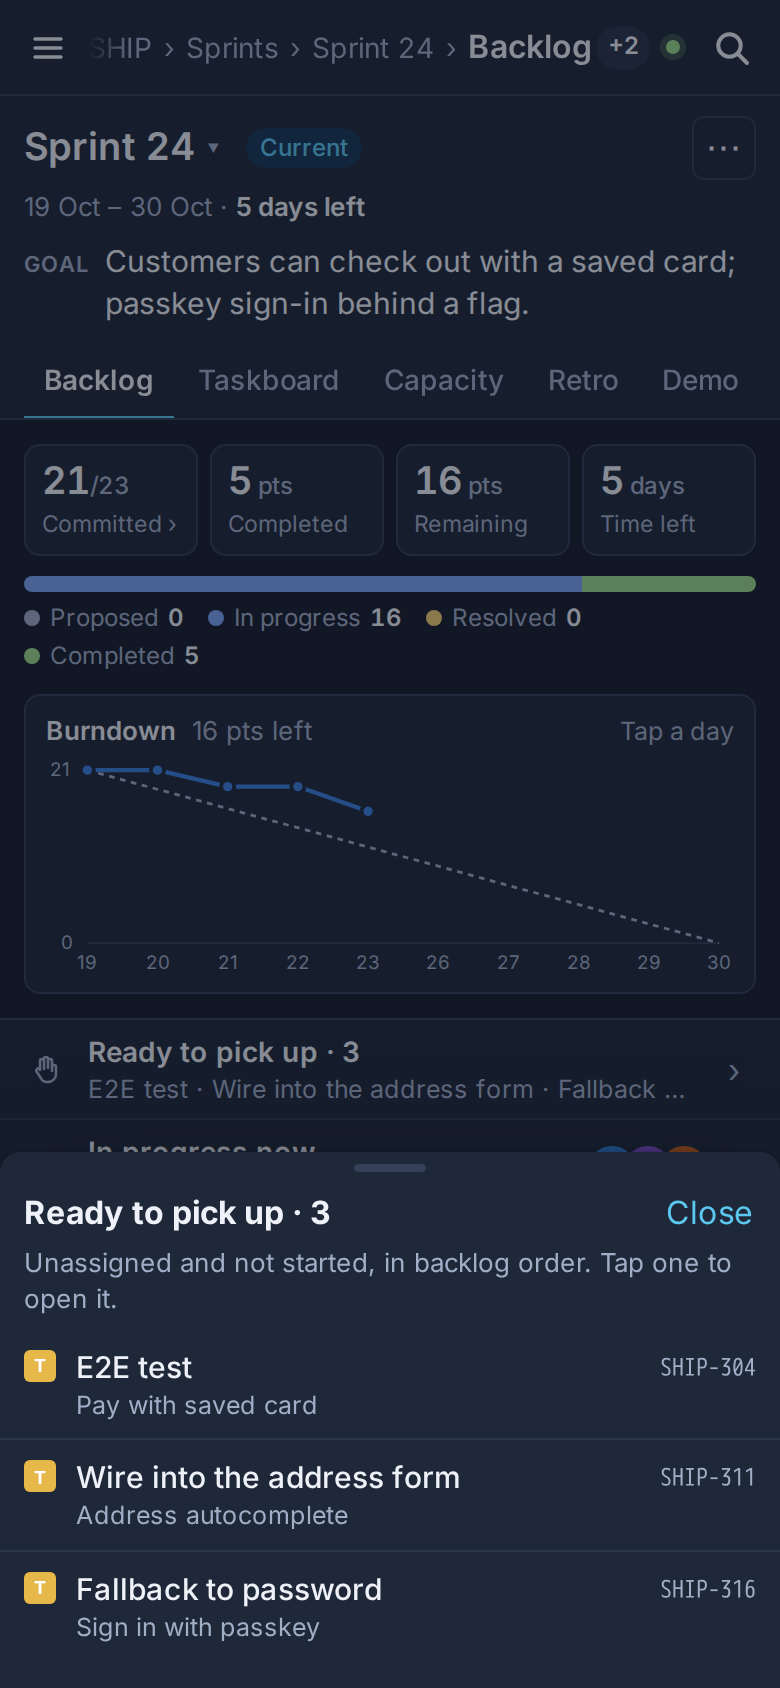 SHIP › Sprints › Sprint 24 › Backlog +2
Sprint 24 ▾ Current ···
19 Oct – 30 Oct · 5 days left
GOAL Customers can check out with a saved card;
passkey sign-in behind a flag.
Backlog Taskboard Capacity Retro Demo
21/23 5 pts 16 pts 5 days
Committed › Completed Remaining Time left
Proposed 0 In progress 16 Resolved 0
Completed 5
Burndown 16 pts left Tap a day
21
0
19 20 21 22 23 26 27 28 29 30
Ready to pick up · 3
E2E test · Wire into the address form · Fallback ... ›
In progress now
Ready to pick up · 3 Close
Unassigned and not started, in backlog order. Tap one to
open it.
T E2E test SHIP-304
Pay with saved card
T Wire into the address form SHIP-311
Address autocomplete
T Fallback to password SHIP-316
Sign in with passkey